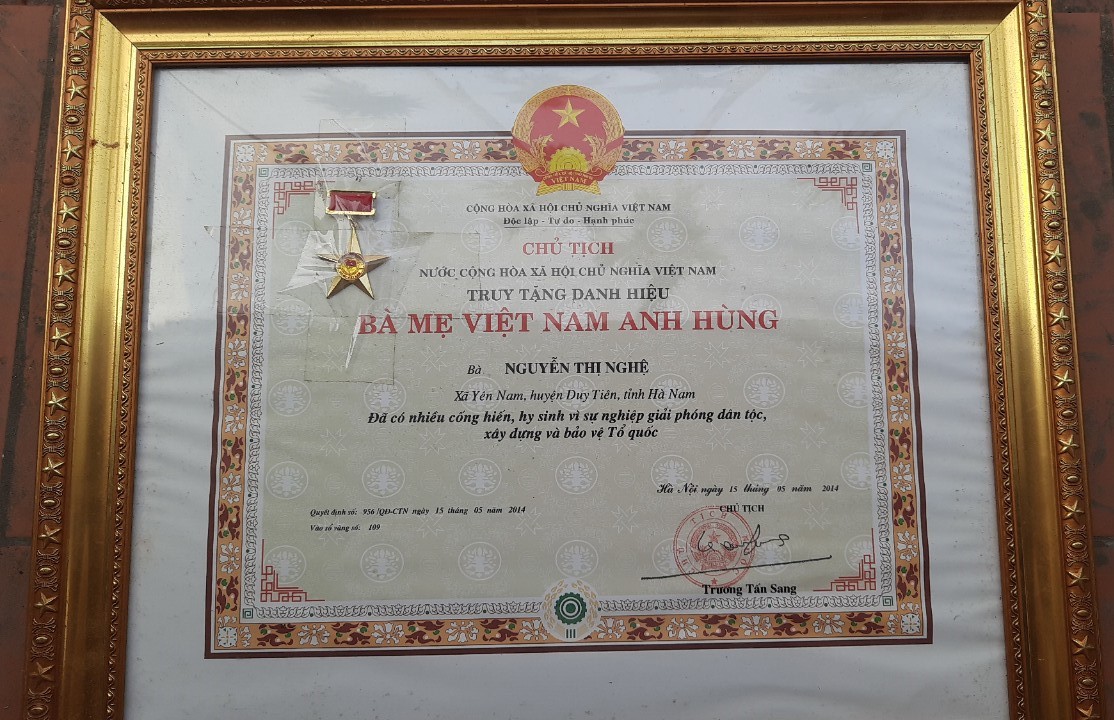 VIỆT NAM
CỘNG HÒA XÃ HỘI CHỦ NGHĨA VIỆT NAM
Độc lập - Tự do - Hạnh phúc
CHỦ TỊCH
NƯỚC CỘNG HÒA XÃ HỘI CHỦ NGHĨA VIỆT NAM
TRUY TẶNG DANH HIỆU
BÀ MẸ VIỆT NAM ANH HÙNG
Bà NGUYỄN THỊ NGHỆ
Xã Yên Nam, huyện Duy Tiên, tỉnh Hà Nam
Đã có nhiều cống hiến, hy sinh vì sự nghiệp giải phóng dân tộc,
xây dựng và bảo vệ Tổ quốc
Hà Nội ngày 15 tháng 05 năm 2014
Quyết định số: 956 /QĐ-CTN ngày 15 tháng 05 năm 2014
Vào sổ vàng số: 109
CHỦ TỊCH
Trương Tấn Sang